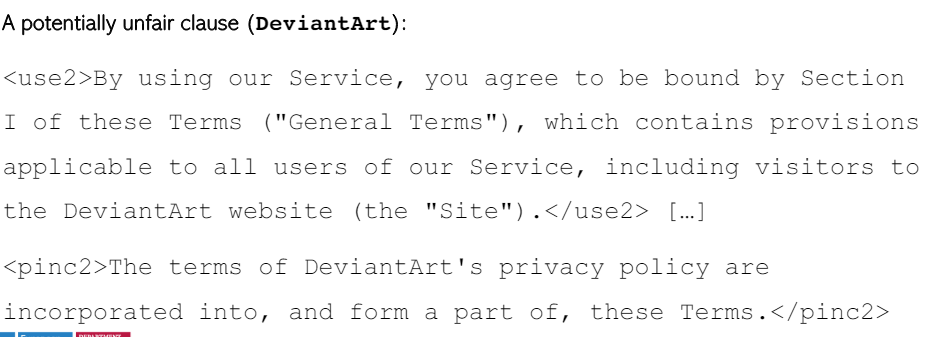 A potentially unfair clause (DeviantArt):
<use2>By using our Service, you agree to be bound by Section
I of these Terms ("General Terms"), which contains provisions
applicable to all users of our Service, including visitors to
the DeviantArt website (the "Site").</use2> […]
<pinc2>The terms of DeviantArt's privacy policy are
incorporated into, and form a part of, these Terms.</pinc2>